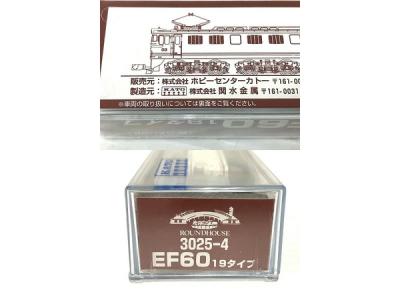 販売元:株式会社 ホビーセンターカトー 〒161-00
製造元:KATO 株式会社 関水金属 〒161-0031
※車両の取り扱いについては裏面をご覧ください。
ROUNDHOUSE
3025-4
EF60 19タイプ